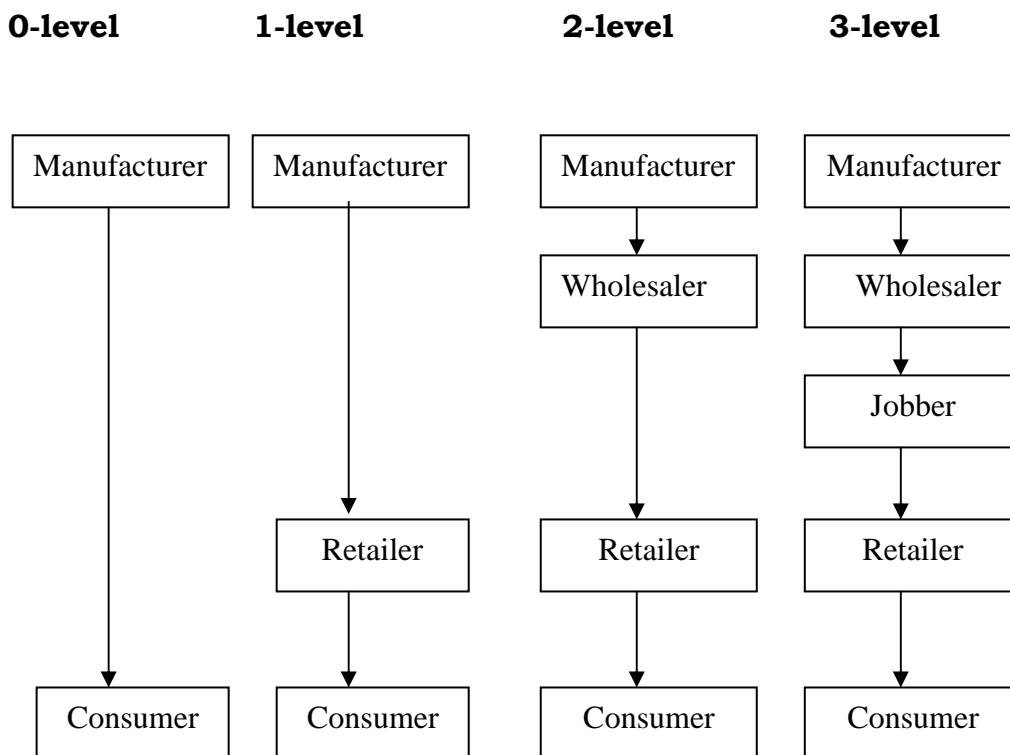 0-level 1-level 2-level 3-level
Manufacturer Manufacturer Manufacturer Manufacturer
Wholesaler Wholesaler
Jobber
Retailer Retailer Retailer
Consumer Consumer Consumer Consumer